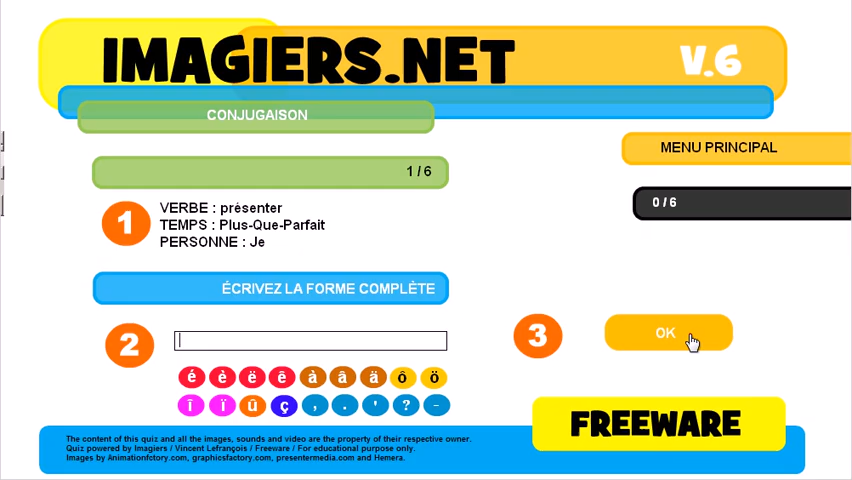 IMAGIERS.NET
V.6
CONJUGAISON
MENU PRINCIPAL
1 / 6
0 / 6
1
VERBE : présenter
TEMPS : Plus-Que-Parfait
PERSONNE : Je
ÉCRIVEZ LA FORME COMPLÈTE
2
3
OK
é è ë ê à â ä ô ö
Î Ï Û ç , . ' ? -
FREEWARE
The content of this quiz and all the images, sounds and video are the property of their respective owner.
Quiz powered by Imagiers / Vincent Lefrançois / Freeware / For educational purpose only.
Images by Animationfctory.com, graphicsfactory.com, presentermedia.com and Hemera.